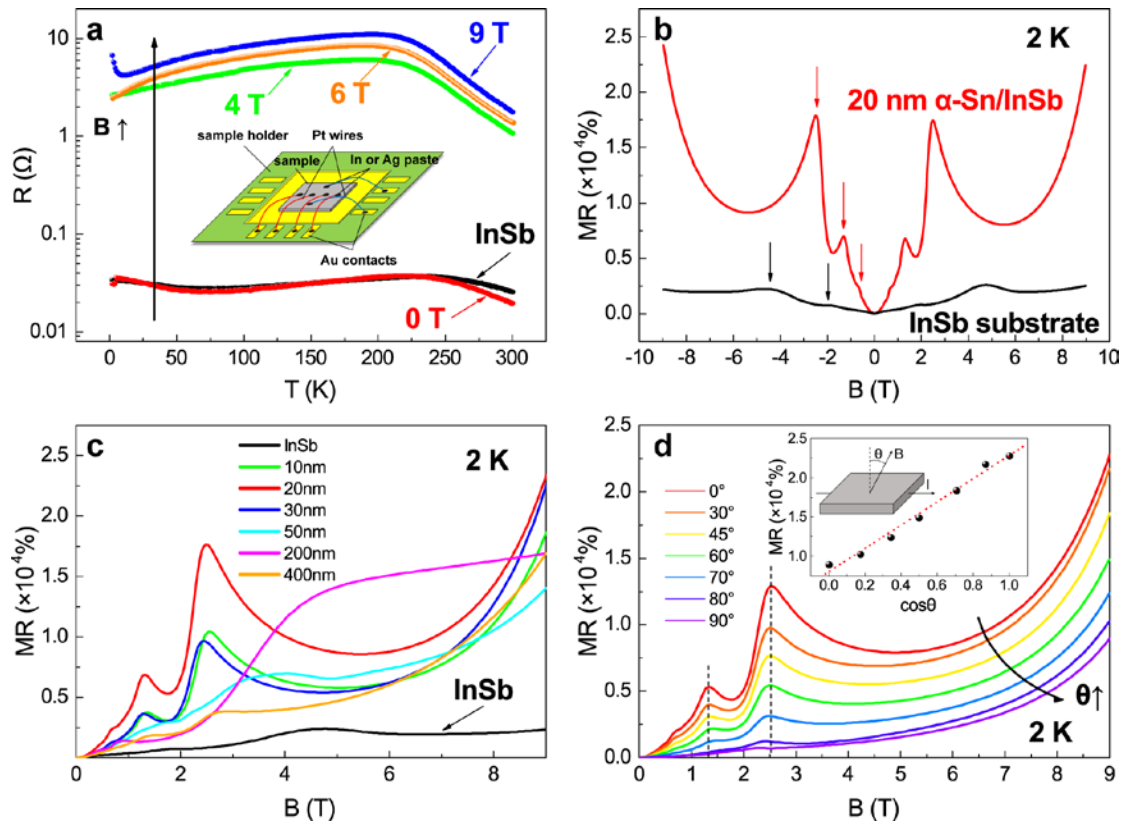 a
10
1
0.1
0.01
R (Ω)
9 T
6 T
4 T
B ↑
sample holder
Pt wires
sample
In or Ag paste
Au contacts
InSb
0 T
0 50 100 150 200 250 300
T (K)
b
2 K
2.5
2.0
1.5
1.0
0.5
0.0
MR (×10⁴%)
20 nm α-Sn/InSb
InSb substrate
-10 -8 -6 -4 -2 0 2 4 6 8 10
B (T)
c
2 K
2.5
2.0
1.5
1.0
0.5
0.0
MR (×10⁴%)
InSb
10nm
20nm
30nm
50nm
200nm
400nm
InSb
0 2 4 6 8
B (T)
d
2.5
2.0
1.5
1.0
0.5
0.0
MR (×10⁴%)
0°
30°
45°
60°
70°
80°
90°
2.5
2.0
1.5
1.0
MR (×10⁴%)
θ
B
I
0.0 0.2 0.4 0.6 0.8 1.0
cosθ
θ↑
2 K
0 1 2 3 4 5 6 7 8 9
B (T)